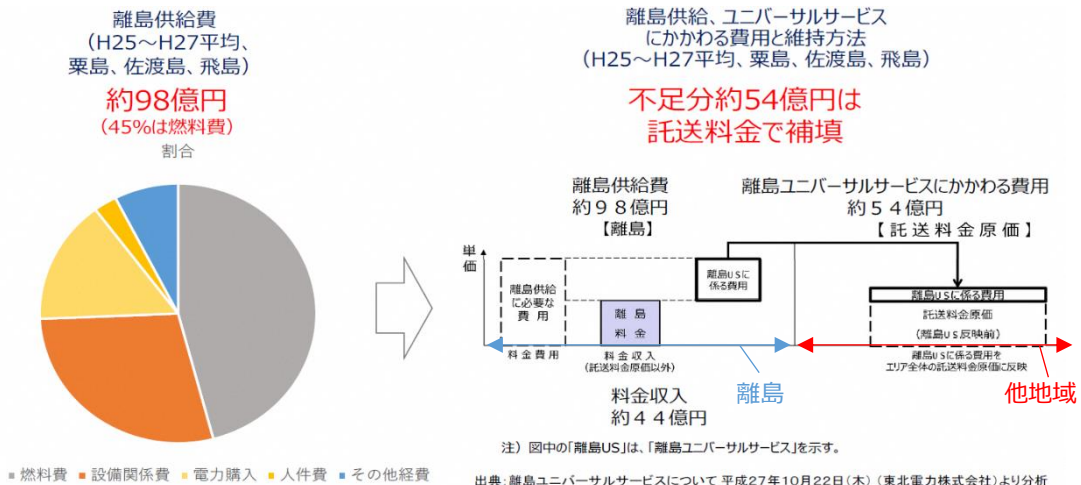 離島供給費
(H25～H27平均、
粟島、佐渡島、飛島)
約98億円
(45%は燃料費)
割合
燃料費 設備関係費 電力購入 人件費 その他経費
離島供給、ユニバーサルサービス
にかかわる費用と維持方法
(H25～H27平均、粟島、佐渡島、飛島)
不足分約54億円は
託送料金で補填
離島供給費
約98億円
【離島】
離島ユニバーサルサービスにかかわる費用
約54億円
【託送料金原価】
単価
離島供給
に必要な
費用
離島
料金
離島USに
係る費用
離島USに係る費用
託送料金原価
(離島US反映前)
料金費用
料金収入
(託送料金原価以外)
離島USに係る費用を
エリア全体の託送料金原価に反映
離島
他地域
料金収入
約44億円
注) 図中の「離島US」は、「離島ユニバーサルサービス」を示す。
出典：離島ユニバーサルサービスについて 平成27年10月22日(木) (東北電力株式会社)より分析